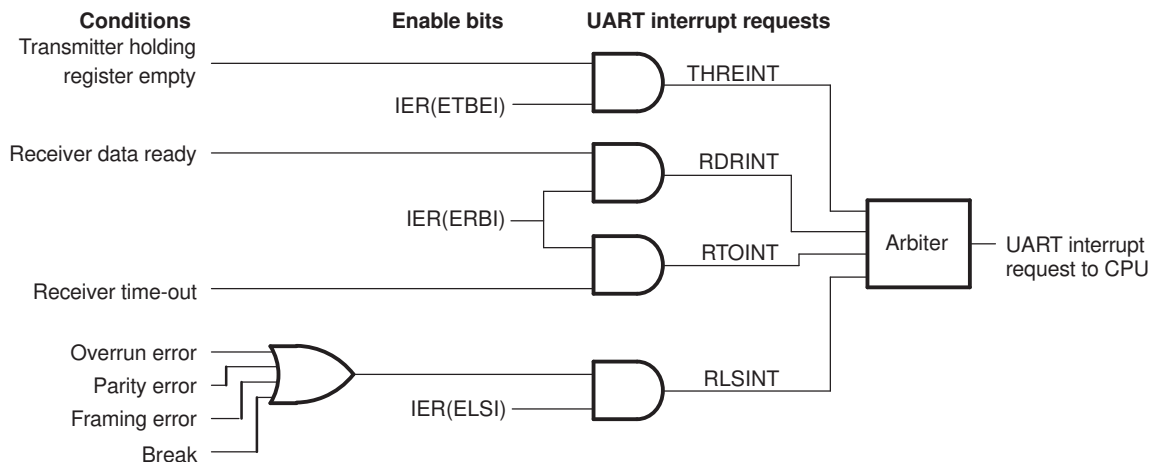 Conditions
Enable bits
UART interrupt requests
Transmitter holding
register empty
THREINT
IER(ETBEI)
Receiver data ready
RDRINT
IER(ERBI)
Arbiter
UART interrupt
request to CPU
RTOINT
Receiver time-out
Overrun error
Parity error
Framing error
Break
RLSINT
IER(ELSI)